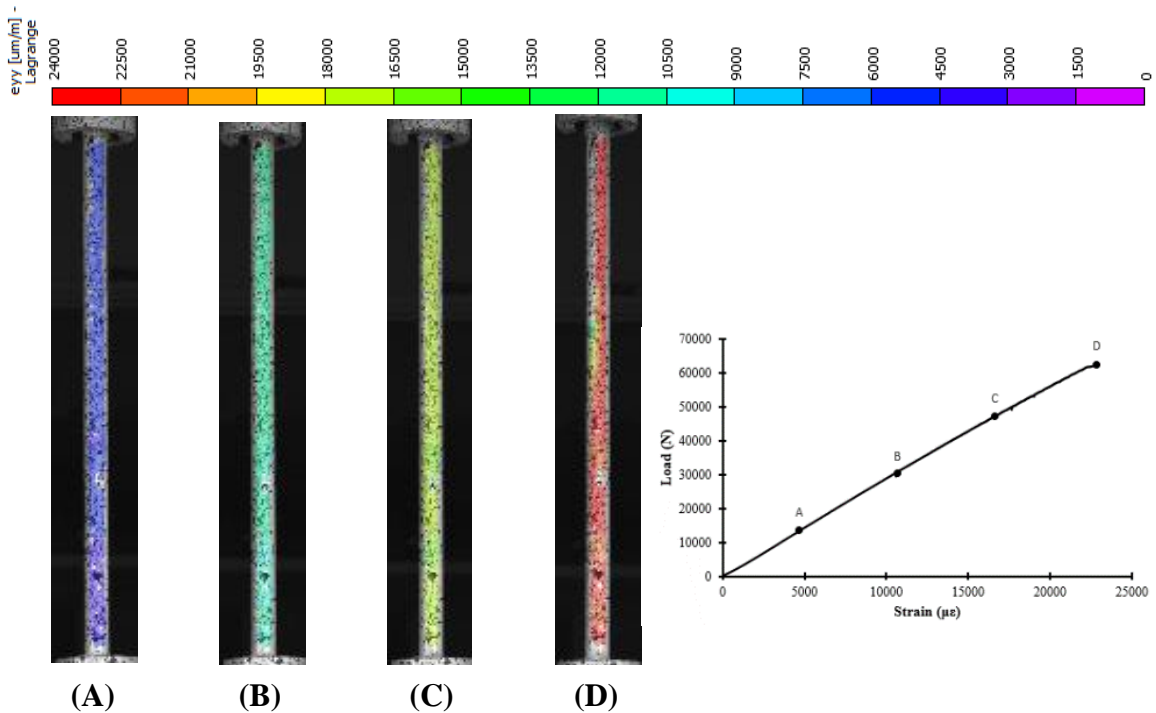 eyy [um/m] -
Lagrange
24000
22500
21000
19500
18000
16500
15000
13500
12000
10500
9000
7500
6000
4500
3000
1500
0
(A)
(B)
(C)
(D)
70000
60000
50000
40000
30000
20000
10000
0
Load (N)
A
B
C
D
0
5000
10000
15000
20000
25000
Strain (με)